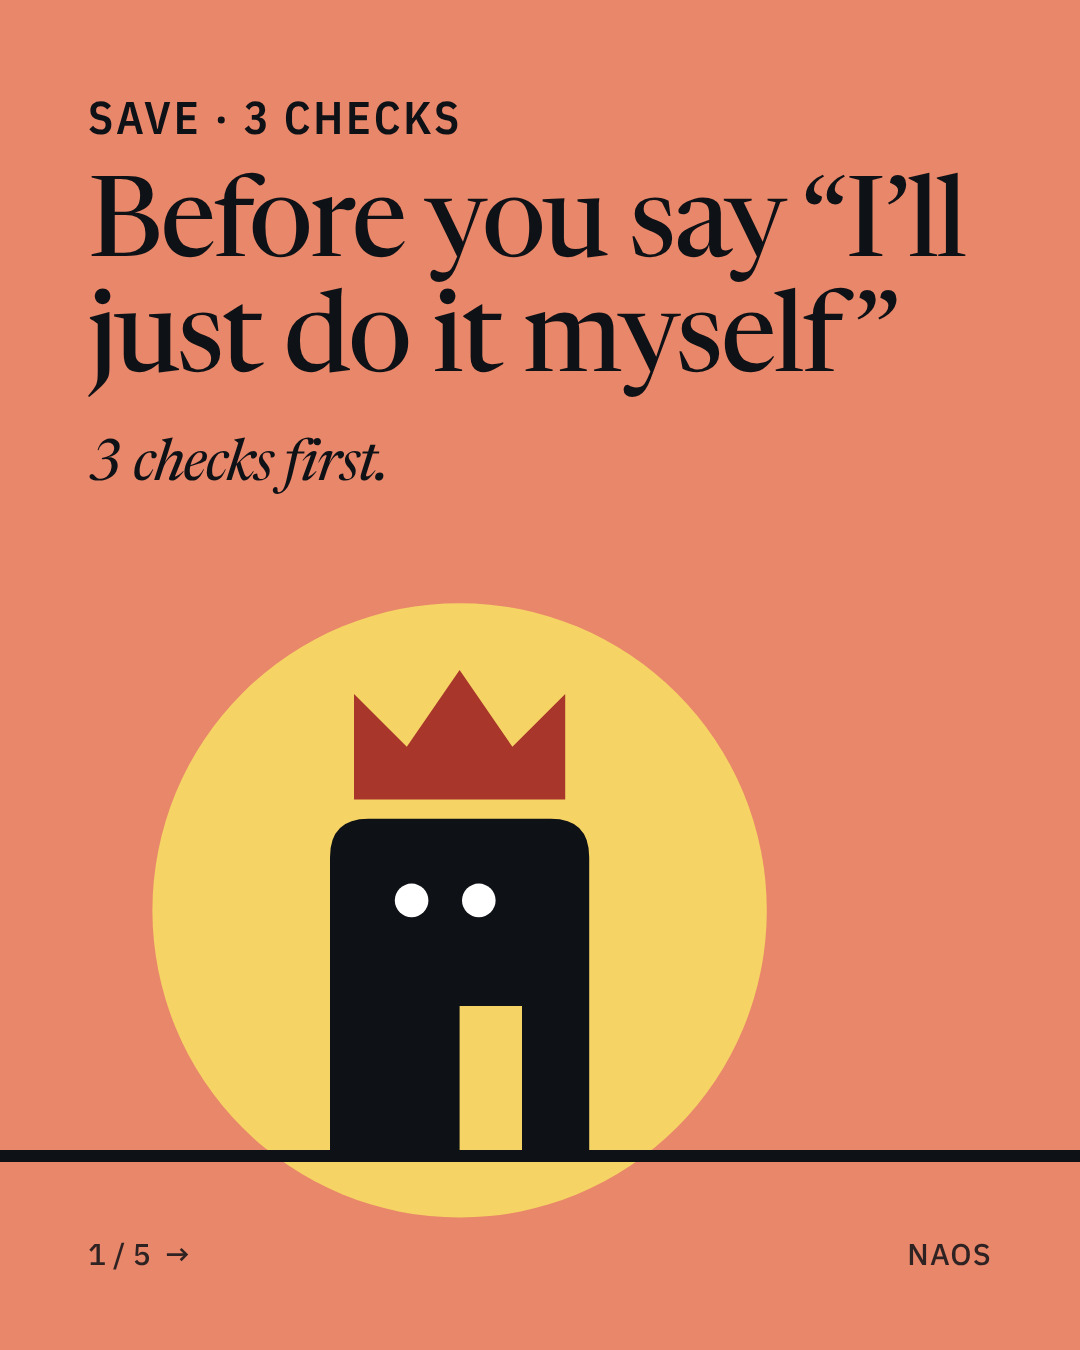 SAVE · 3 CHECKS
Before you say “I’ll
just do it myself”
3 checks first.
1 / 5 →
NAOS